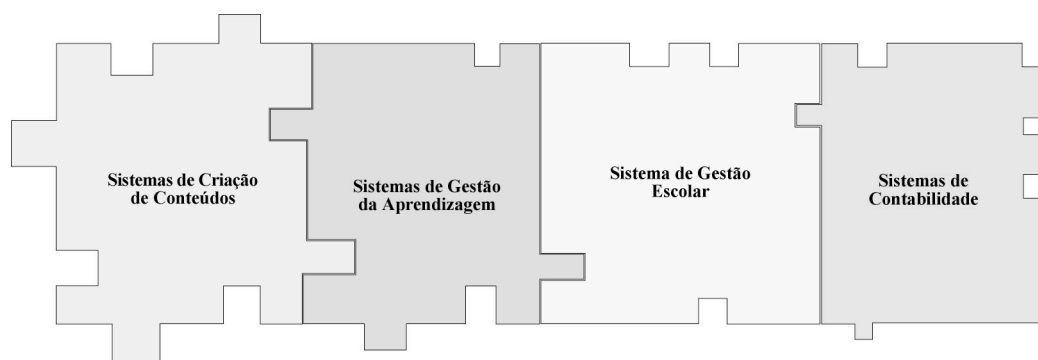 Sistemas de Criação
de Conteúdos
Sistemas de Gestão
da Aprendizagem
Sistema de Gestão
Escolar
Sistemas de
Contabilidade